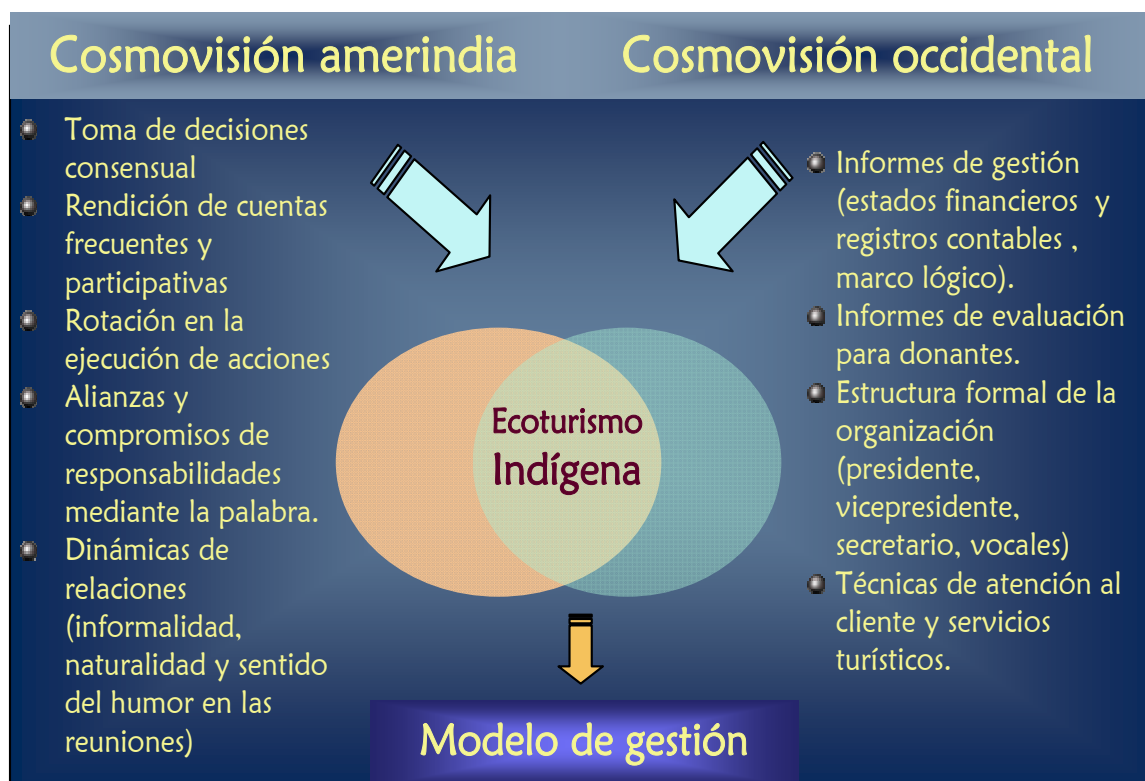 Cosmovisión amerindia
Cosmovisión occidental
Toma de decisiones
consensual
Rendición de cuentas
frecuentes y
participativas
Rotación en la
ejecución de acciones
Alianzas y
compromisos de
responsabilidades
mediante la palabra.
Dinámicas de
relaciones
(informalidad,
naturalidad y sentido
del humor en las
reuniones)
Informes de gestión
(estados financieros y
registros contables ,
marco lógico).
Informes de evaluación
para donantes.
Estructura formal de la
organización
(presidente,
vicepresidente,
secretario, vocales)
Técnicas de atención al
cliente y servicios
turísticos.
Ecoturismo
Indígena
Modelo de gestión